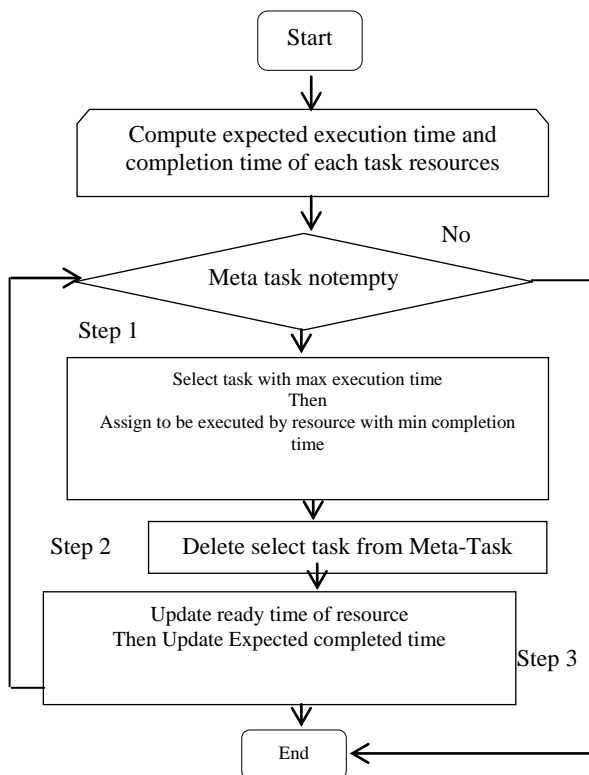 Start
Compute expected execution time and
completion time of each task resources
No
Meta task notempty
Step 1
Select task with max execution time
Then
Assign to be executed by resource with min completion
time
Step 2
Delete select task from Meta-Task
Update ready time of resource
Then Update Expected completed time
Step 3
End